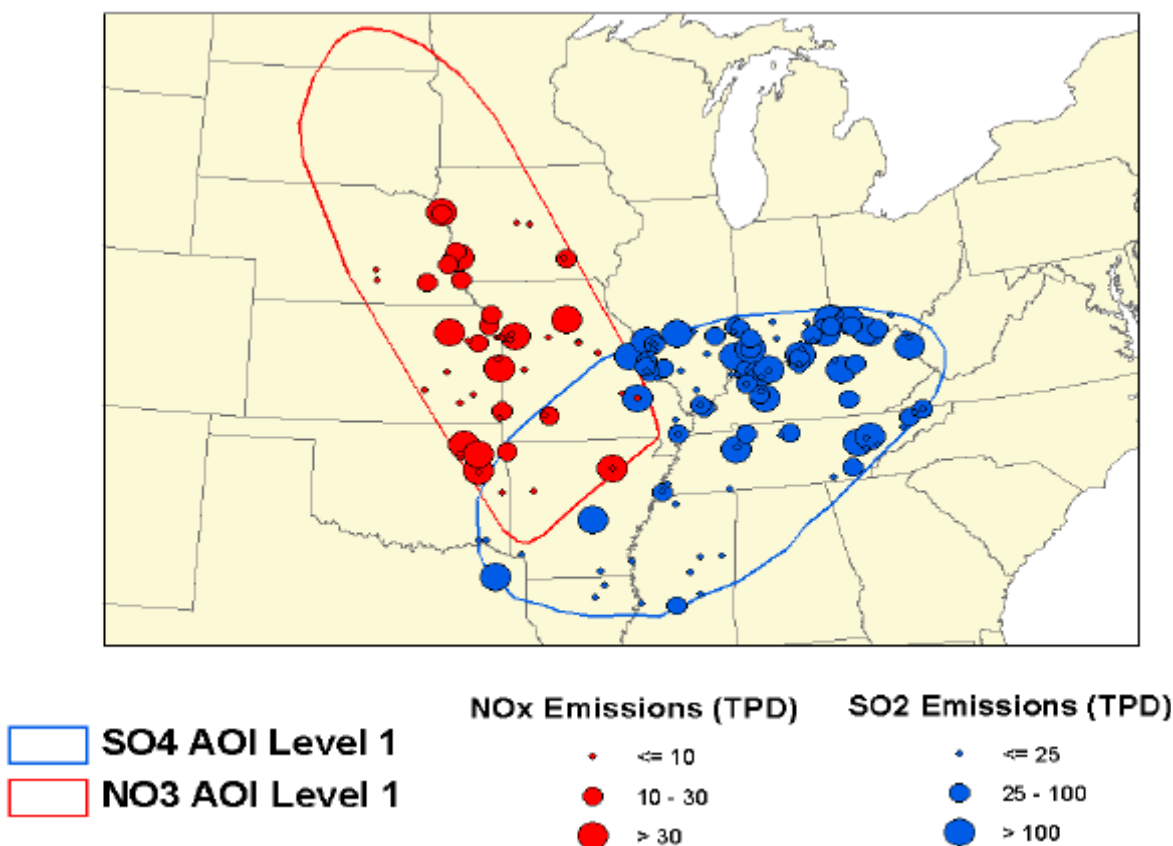 NOx Emissions (TPD)
SO2 Emissions (TPD)
SO4 AOI Level 1
NO3 AOI Level 1
<= 10
10 - 30
> 30
<= 25
25 - 100
> 100